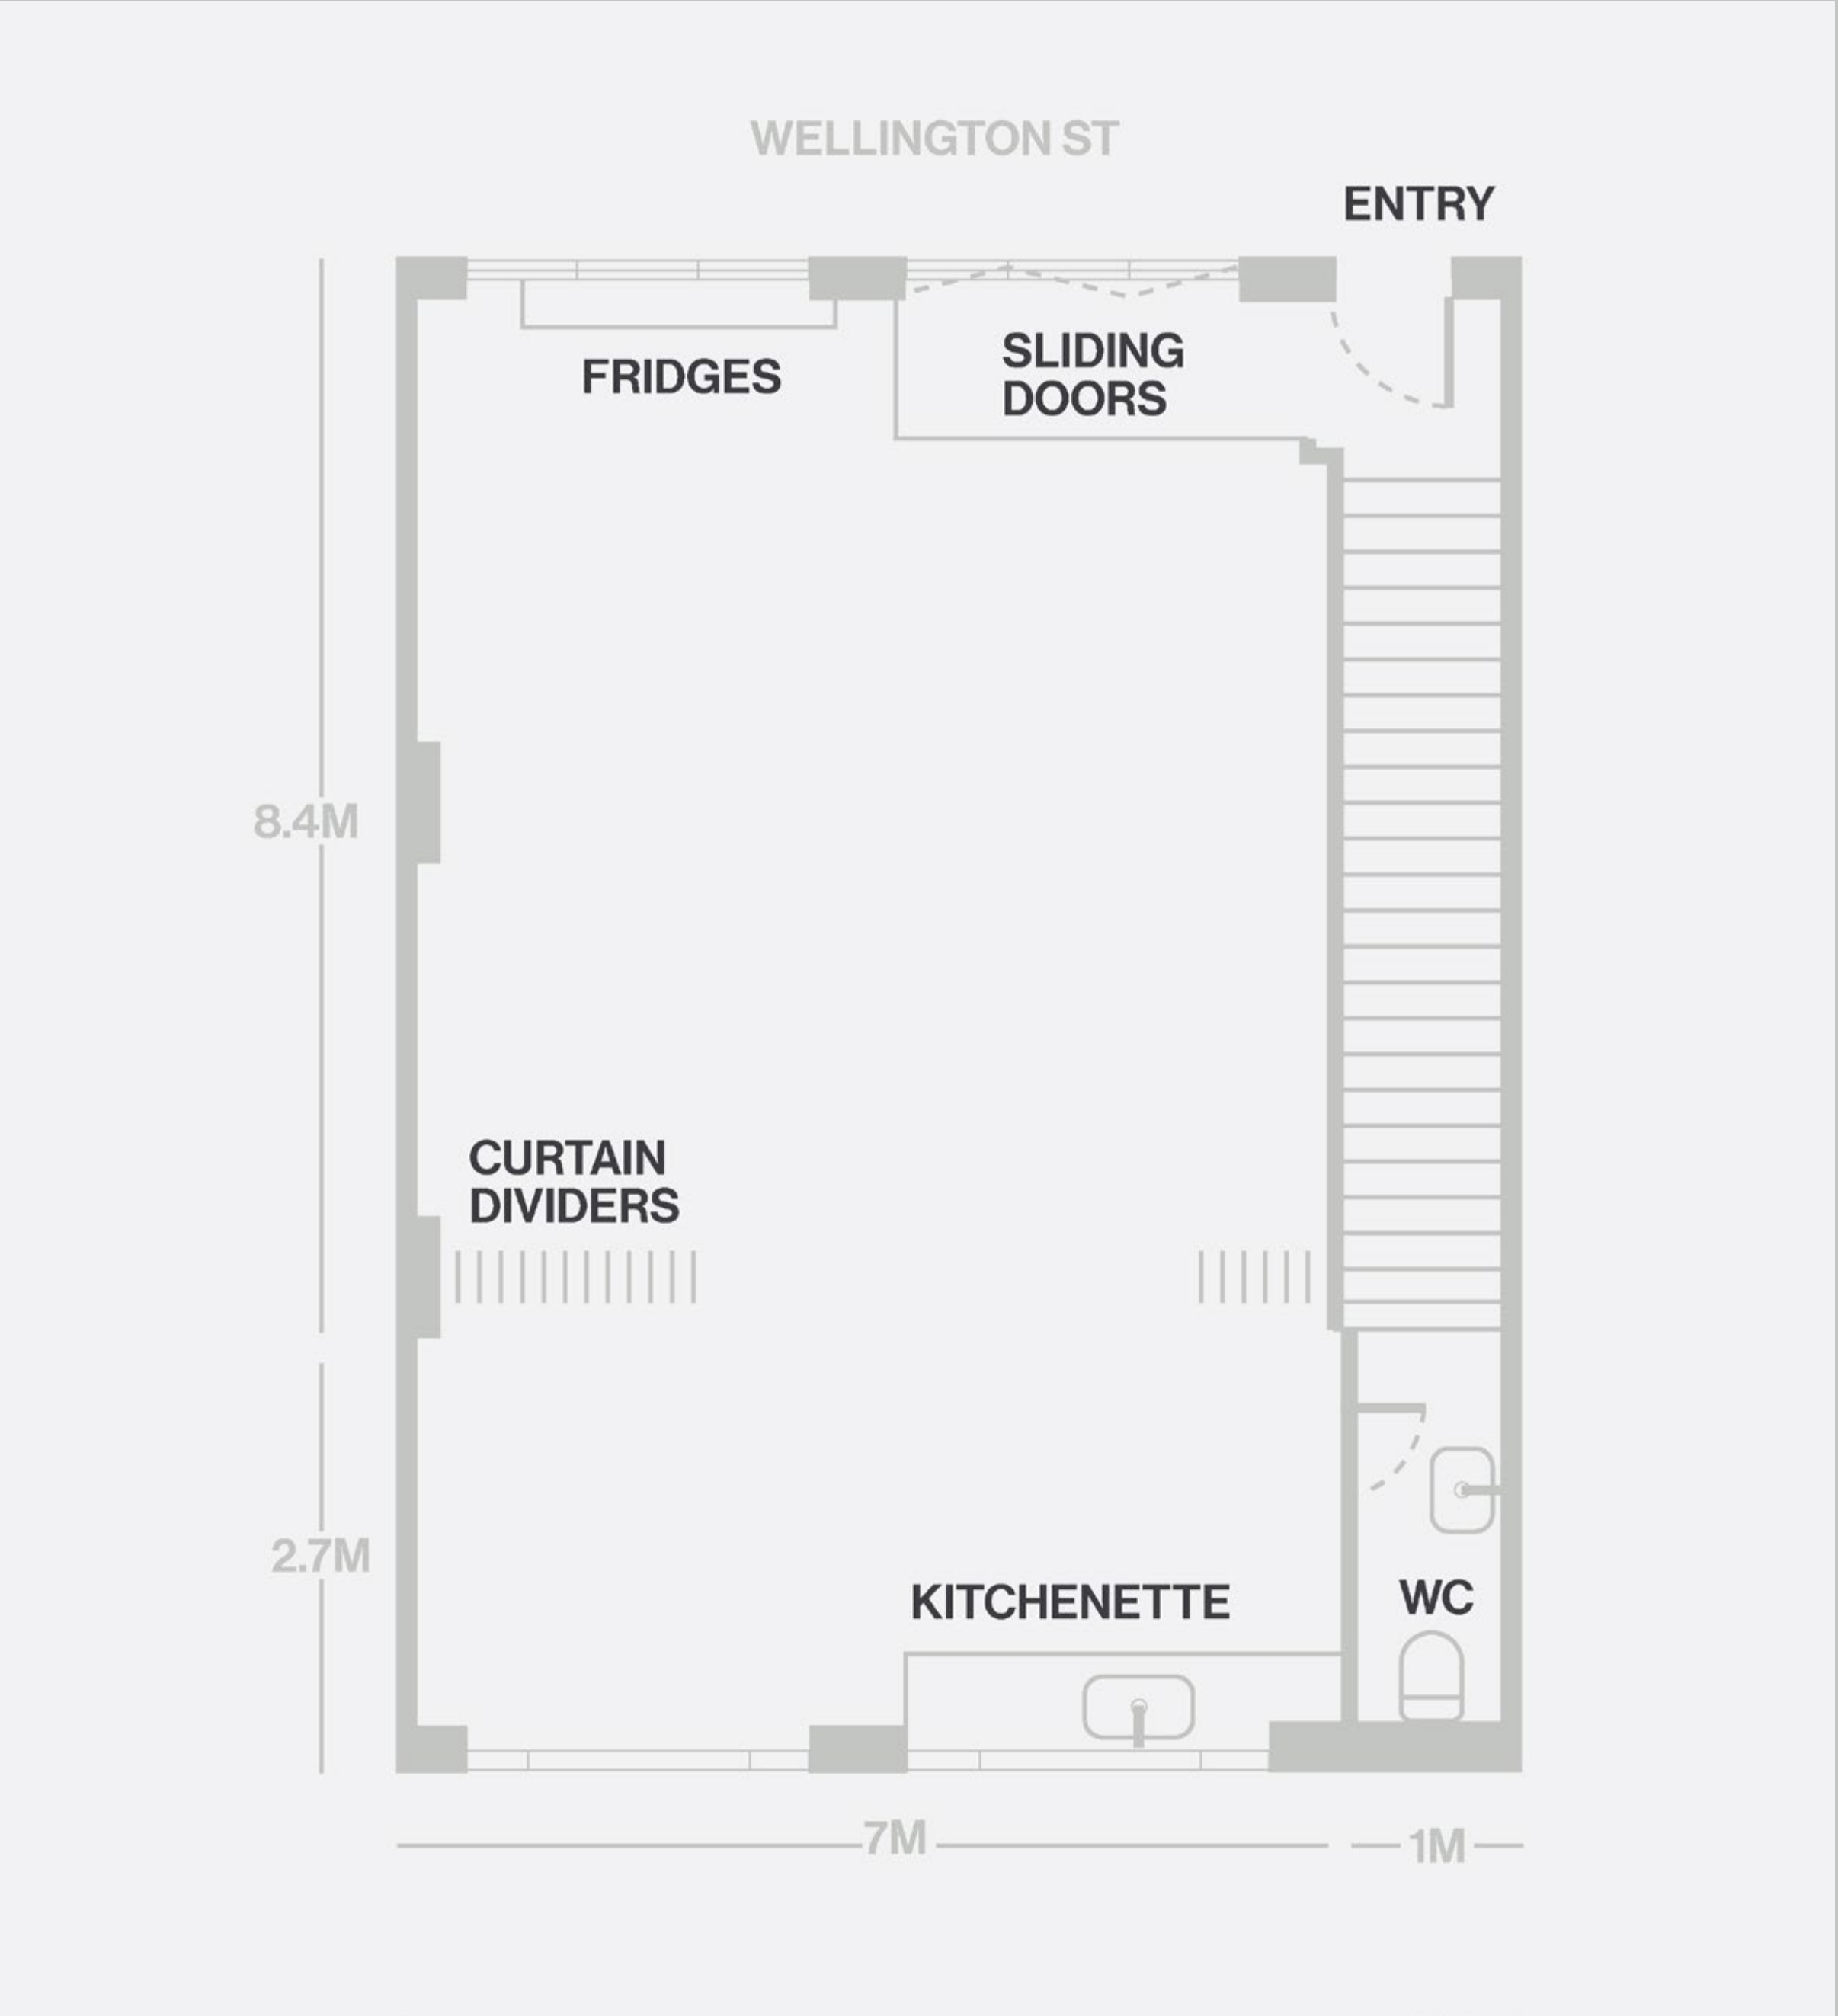 WELLINGTON ST
ENTRY
FRIDGES
SLIDING
DOORS
8.4M
CURTAIN
DIVIDERS
2.7M
KITCHENETTE
WC
7M
1M